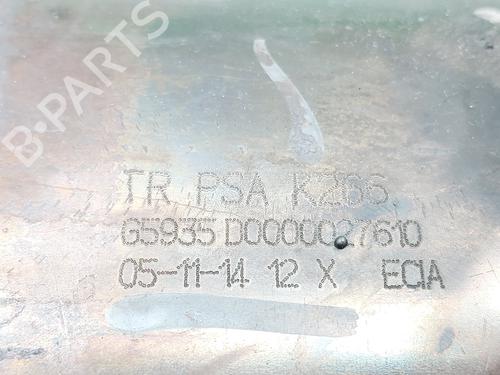 B-PARTS
TR PSA K266
G5935 D0000027610
05-11-14 12 X ECIA